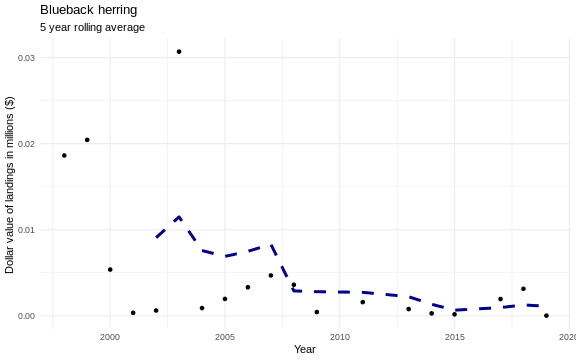 Blueback herring
5 year rolling average
Dollar value of landings in millions ($)
0.03
0.02
0.01
0.00
2000 2005 2010 2015 2020
Year